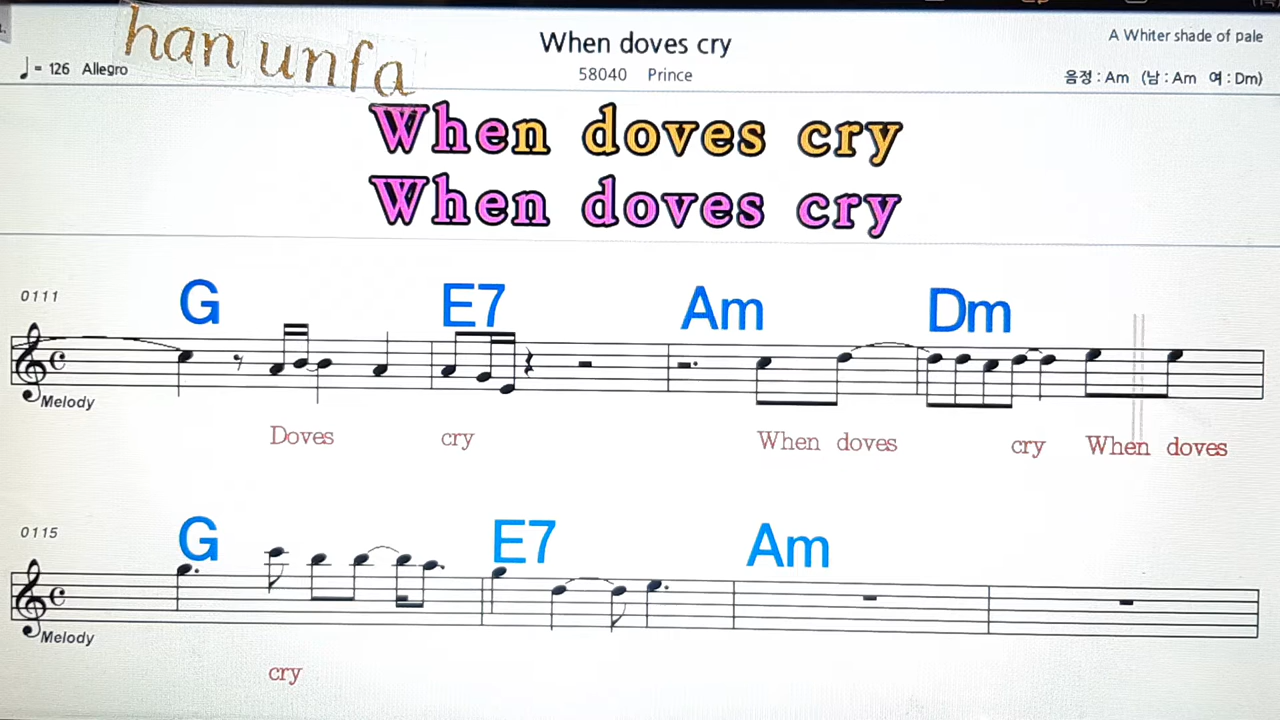 han unfa
When doves cry
A Whiter shade of pale
♩ = 126 Allegro
58040 Prince
음정 : Am (남 : Am 여 : Dm)
When doves cry
When doves cry
0111
G E7 Am Dm
Melody
Doves cry When doves cry When doves
0115
G E7 Am
Melody
cry